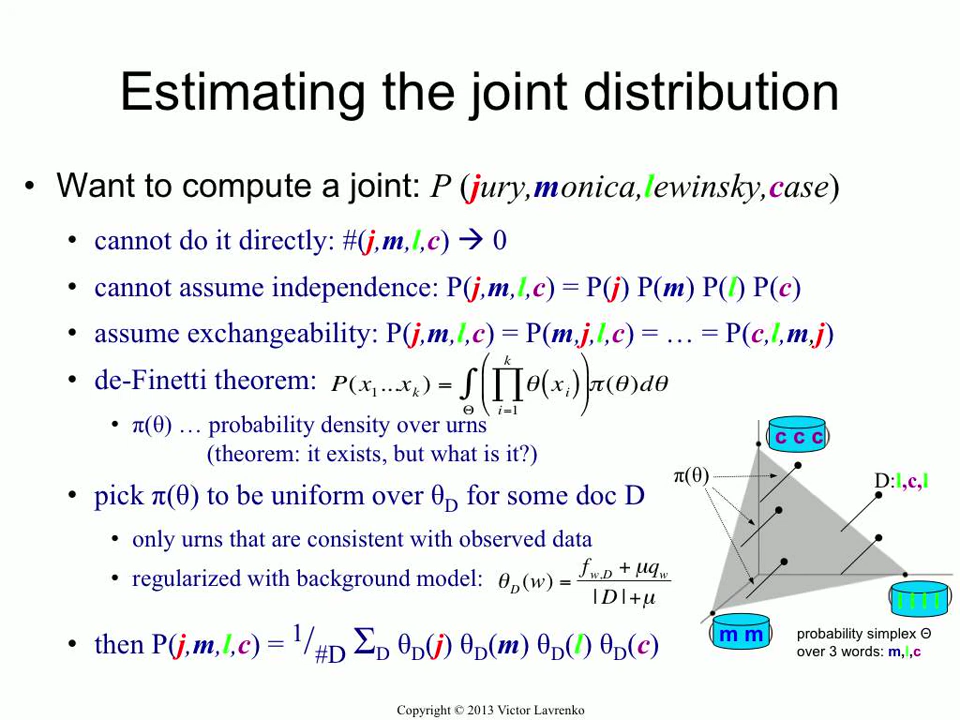 Estimating the joint distribution
• Want to compute a joint: P (jury,monica,lewinsky,case)
• cannot do it directly: #(j,m,l,c) → 0
• cannot assume independence: P(j,m,l,c) = P(j) P(m) P(l) P(c)
• assume exchangeability: P(j,m,l,c) = P(m,j,l,c) = … = P(c,l,m,j)
• de-Finetti theorem: P(x₁...xₖ) = ∫_Θ (∏_{i=1}^{k} θ(xᵢ)) π(θ)dθ
• π(θ) … probability density over urns
(theorem: it exists, but what is it?)
• pick π(θ) to be uniform over θ_D for some doc D
• only urns that are consistent with observed data
• regularized with background model: θ_D(w) = (f_{w,D} + μq_w) / (|D|+μ)
• then P(j,m,l,c) = 1/#D Σ_D θ_D(j) θ_D(m) θ_D(l) θ_D(c)
(c c c)
π(θ)
D:l,c,l
(l l l l)
(m m)
probability simplex Θ
over 3 words: m,l,c
Copyright © 2013 Victor Lavrenko